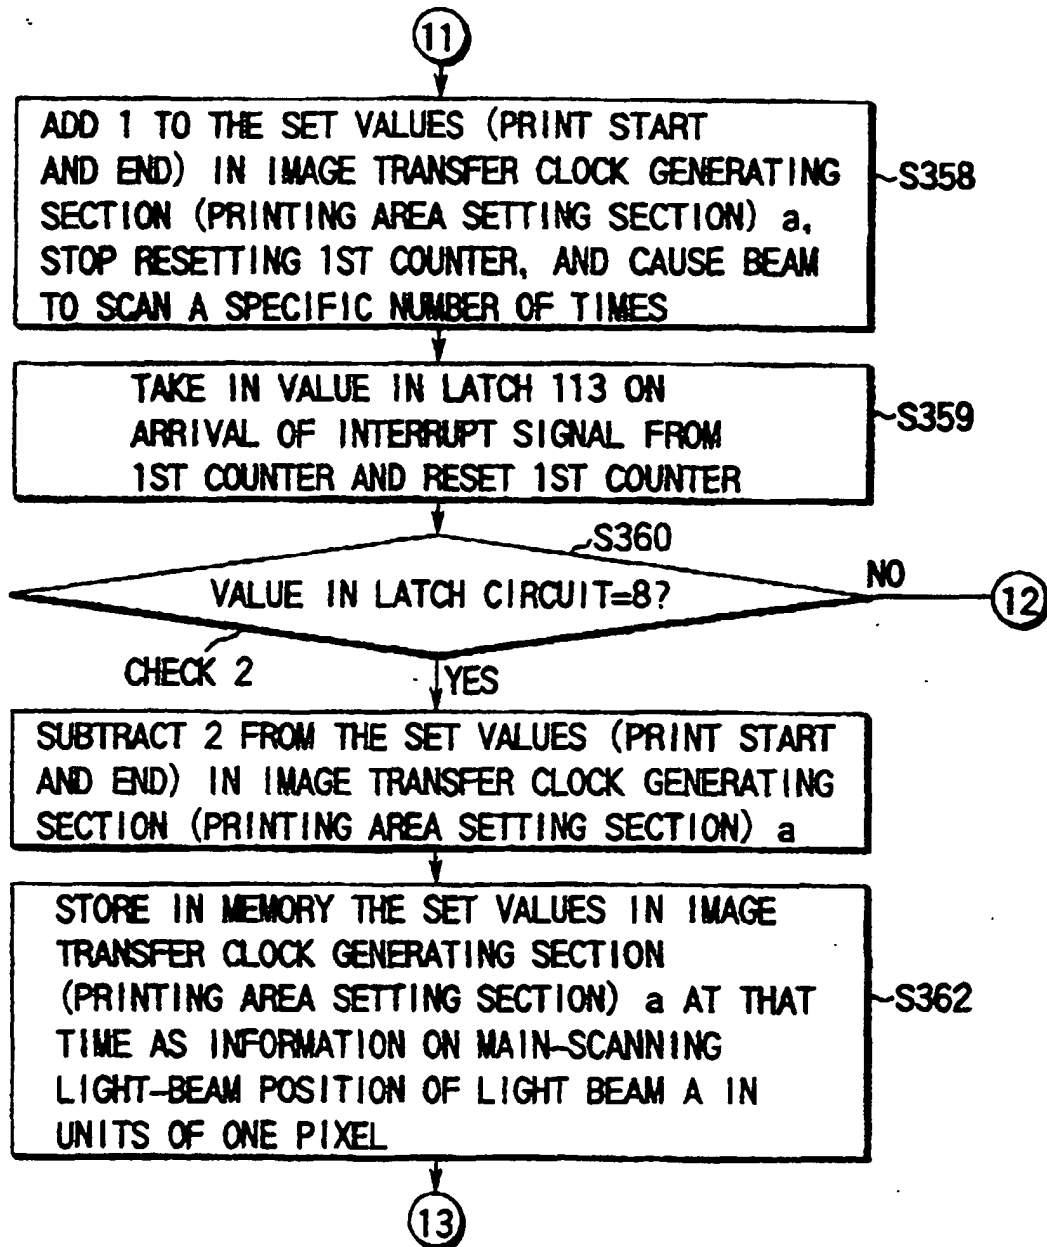 11
ADD 1 TO THE SET VALUES (PRINT START
AND END) IN IMAGE TRANSFER CLOCK GENERATING
SECTION (PRINTING AREA SETTING SECTION) a,
STOP RESETTING 1ST COUNTER, AND CAUSE BEAM
TO SCAN A SPECIFIC NUMBER OF TIMES
S358
TAKE IN VALUE IN LATCH 113 ON
ARRIVAL OF INTERRUPT SIGNAL FROM
1ST COUNTER AND RESET 1ST COUNTER
S359
S360
VALUE IN LATCH CIRCUIT=8?
NO
12
CHECK 2
YES
SUBTRACT 2 FROM THE SET VALUES (PRINT START
AND END) IN IMAGE TRANSFER CLOCK GENERATING
SECTION (PRINTING AREA SETTING SECTION) a
STORE IN MEMORY THE SET VALUES IN IMAGE
TRANSFER CLOCK GENERATING SECTION
(PRINTING AREA SETTING SECTION) a AT THAT
TIME AS INFORMATION ON MAIN-SCANNING
LIGHT-BEAM POSITION OF LIGHT BEAM A IN
UNITS OF ONE PIXEL
S362
13